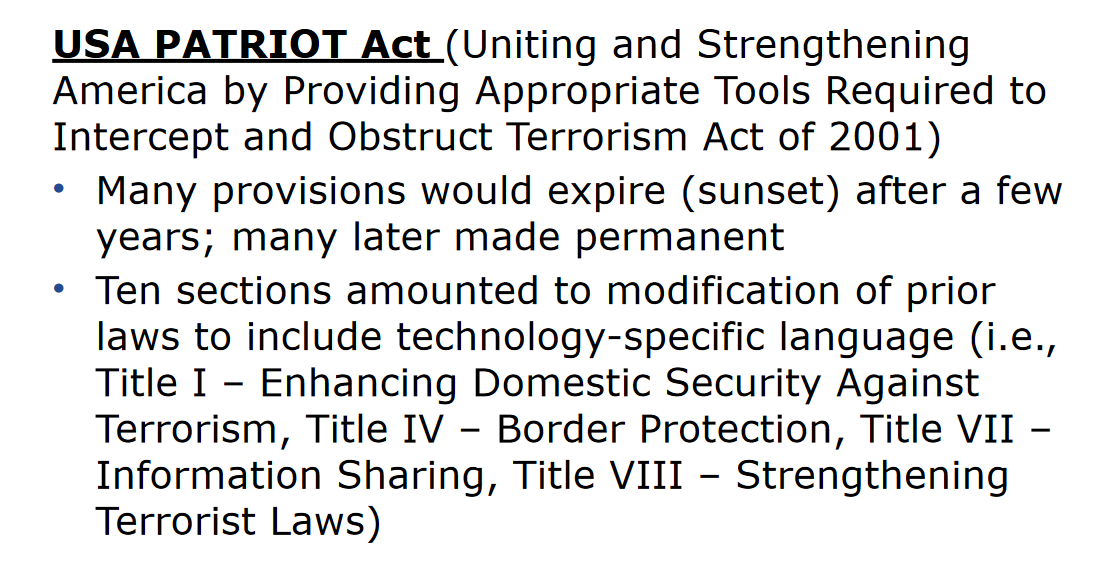 USA PATRIOT Act (Uniting and Strengthening
America by Providing Appropriate Tools Required to
Intercept and Obstruct Terrorism Act of 2001)
• Many provisions would expire (sunset) after a few
years; many later made permanent
• Ten sections amounted to modification of prior
laws to include technology-specific language (i.e.,
Title I – Enhancing Domestic Security Against
Terrorism, Title IV – Border Protection, Title VII –
Information Sharing, Title VIII – Strengthening
Terrorist Laws)